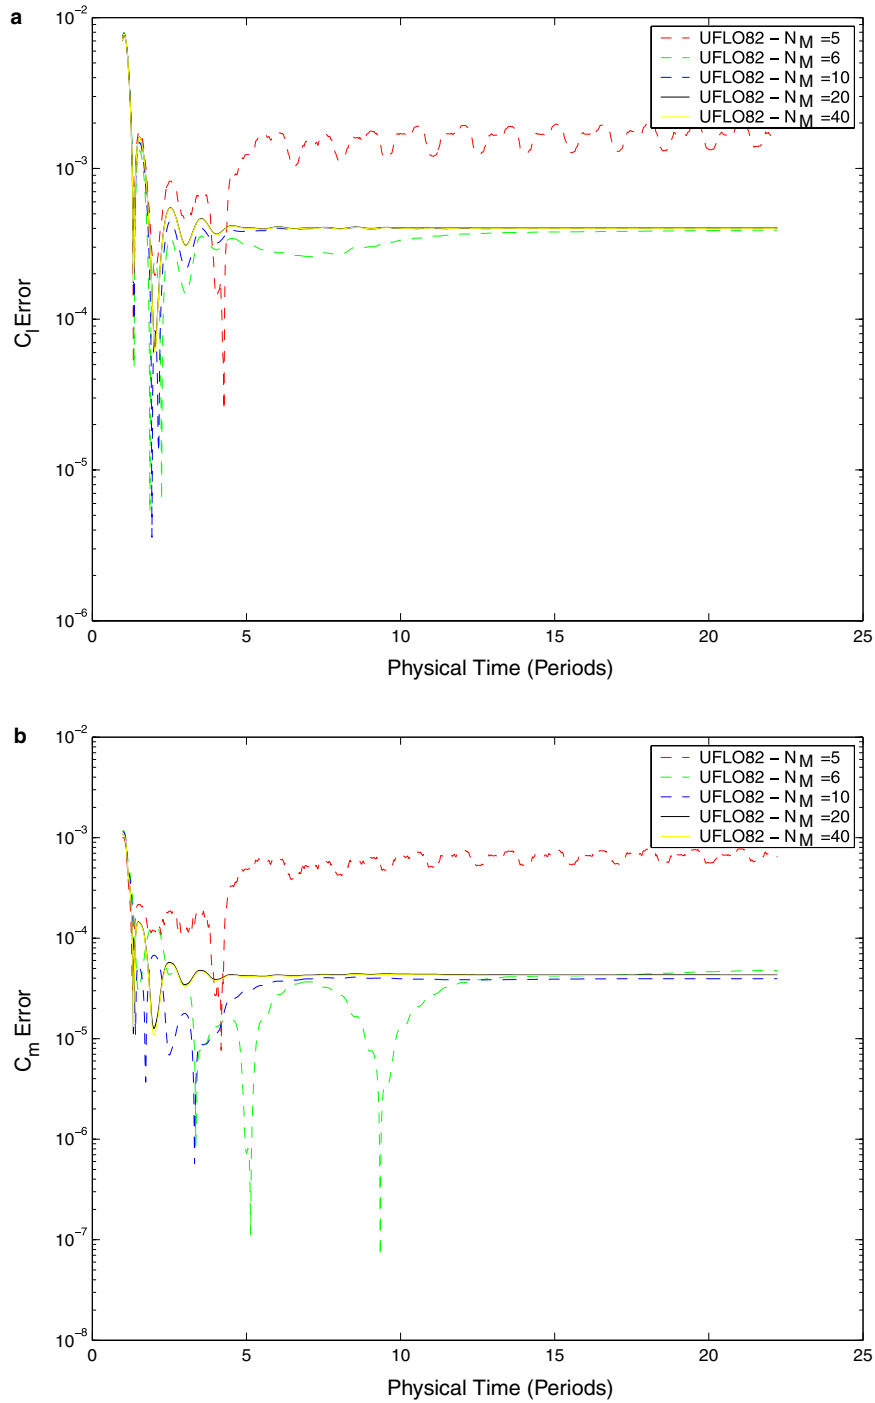 a
10^-2
10^-3
10^-4
10^-5
10^-6
C_l Error
0 5 10 15 20 25
Physical Time (Periods)
UFLO82 – N_M =5
UFLO82 – N_M =6
UFLO82 – N_M =10
UFLO82 – N_M =20
UFLO82 – N_M =40
b
10^-2
10^-3
10^-4
10^-5
10^-6
10^-7
10^-8
C_m Error
0 5 10 15 20 25
Physical Time (Periods)
UFLO82 – N_M =5
UFLO82 – N_M =6
UFLO82 – N_M =10
UFLO82 – N_M =20
UFLO82 – N_M =40